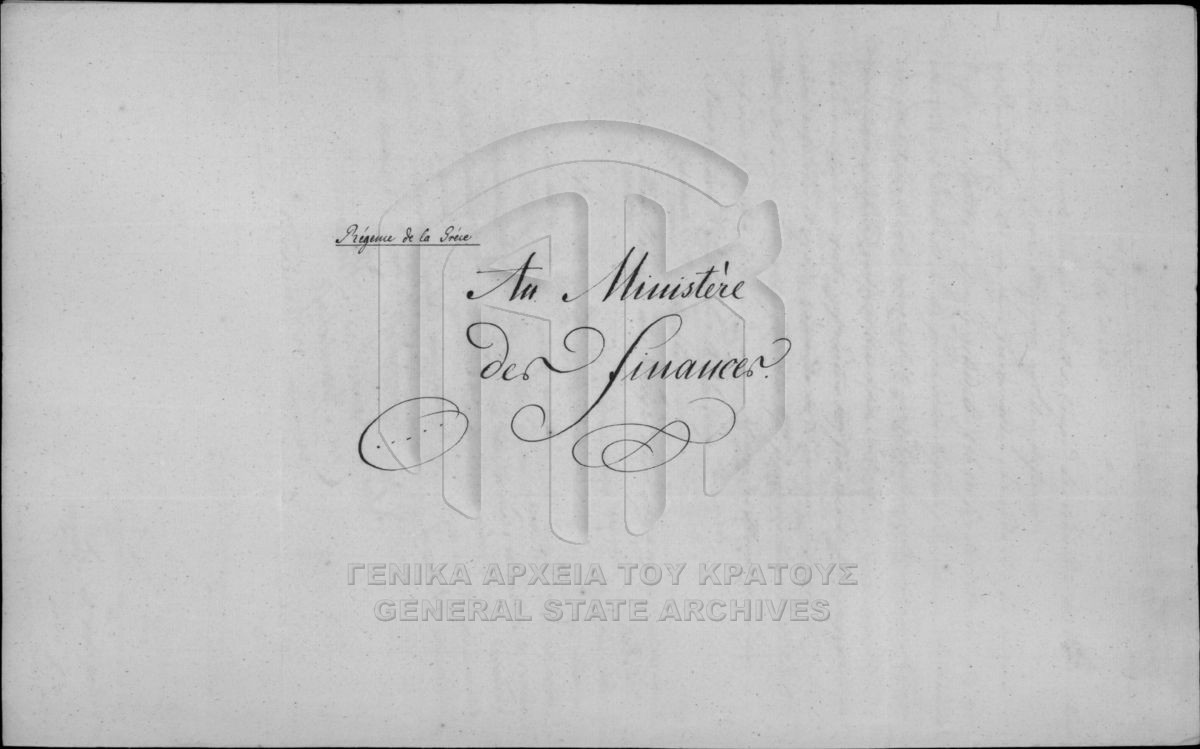 Régence de la Grèce
Au Ministère
des finances.
ΓΕΝΙΚΑ ΑΡΧΕΙΑ ΤΟΥ ΚΡΑΤΟΥΣ
GENERAL STATE ARCHIVES